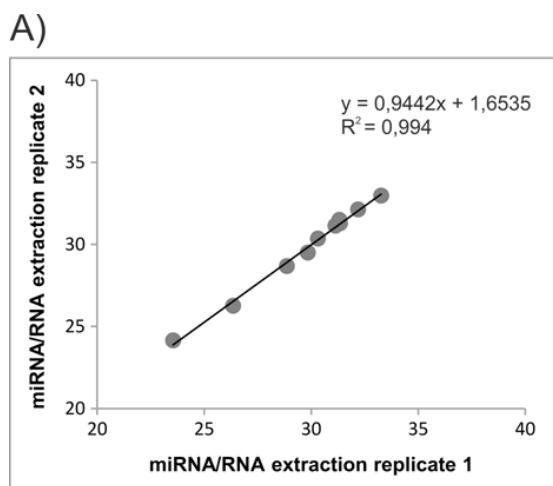 A)
40
35
30
25
20
20 25 30 35 40
miRNA/RNA extraction replicate 2
miRNA/RNA extraction replicate 1
y = 0,9442x + 1,6535
R² = 0,994